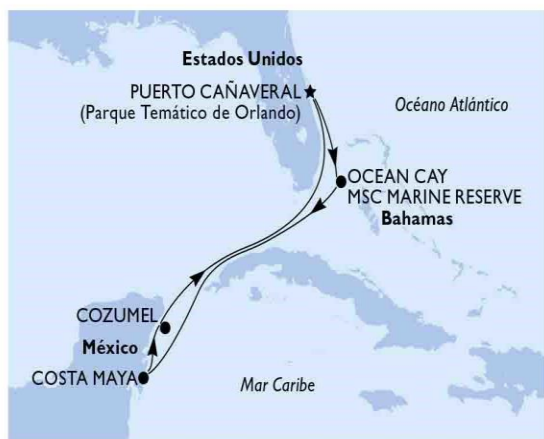 Estados Unidos
PUERTO CAÑAVERAL
(Parque Temático de Orlando)
Océano Atlántico
OCEAN CAY
MSC MARINE RESERVE
Bahamas
COZUMEL
México
COSTA MAYA
Mar Caribe